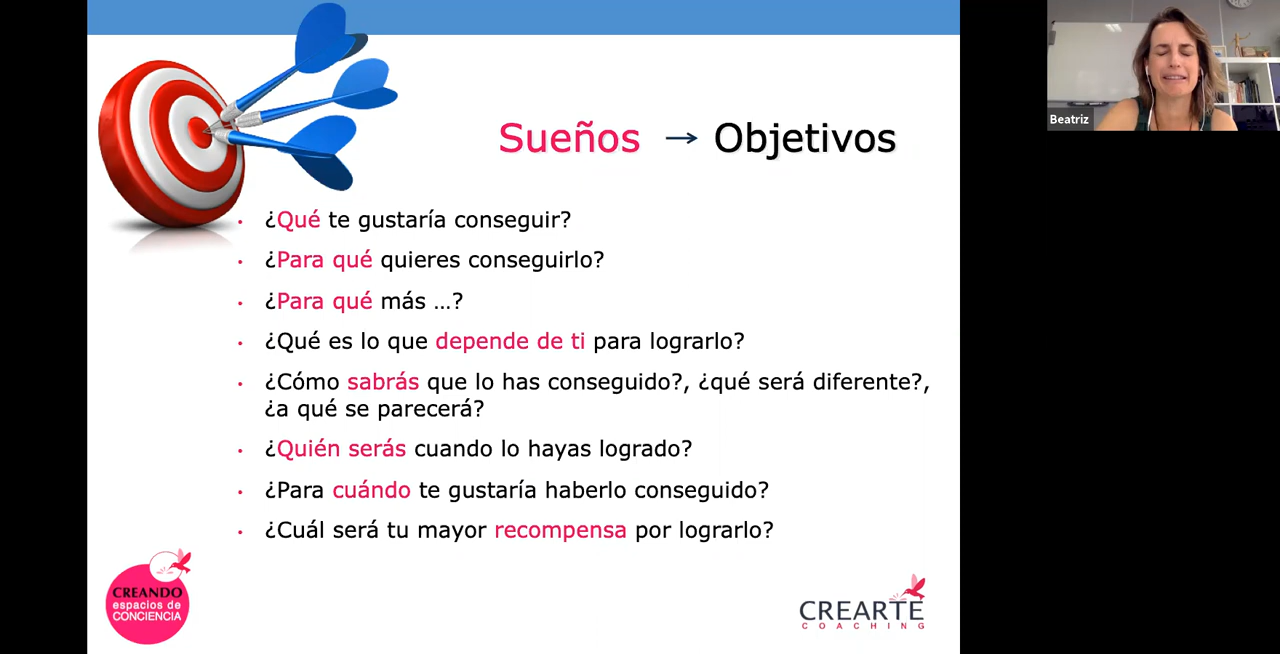 Beatriz
Sueños → Objetivos
¿Qué te gustaría conseguir?
¿Para qué quieres conseguirlo?
¿Para qué más ...?
¿Qué es lo que depende de ti para lograrlo?
¿Cómo sabrás que lo has conseguido?, ¿qué será diferente?,
¿a qué se parecerá?
¿Quién serás cuando lo hayas logrado?
¿Para cuándo te gustaría haberlo conseguido?
¿Cuál será tu mayor recompensa por lograrlo?
CREANDO
espacios de
CONCIENCIA
CREARTE
COACHING